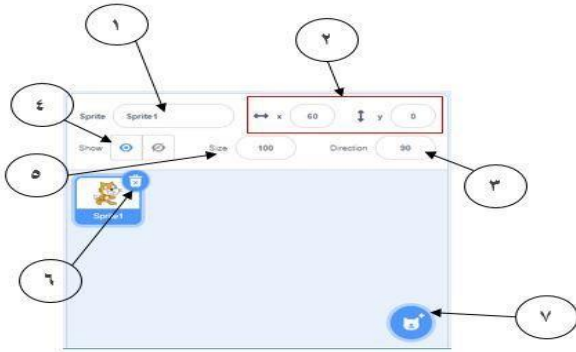 ١
٢
٤
Sprite Sprite1 x 60 y 0
Show Size 100 Direction 90
٥
٣
Sprite1
٦
٧